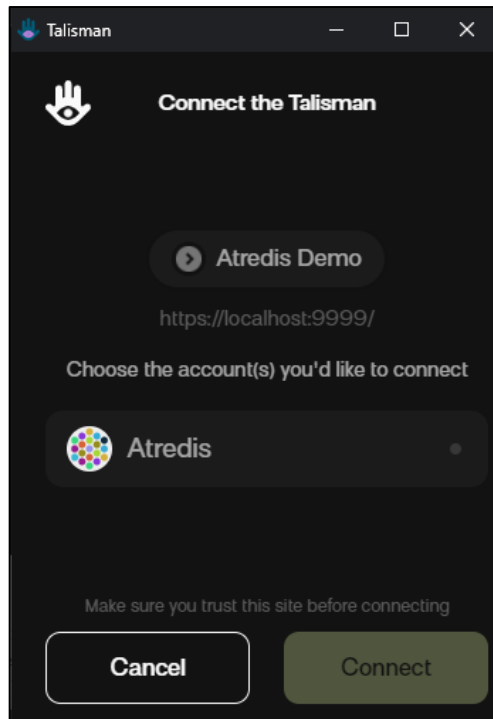 Talisman
Connect the Talisman
Atredis Demo
https://localhost:9999/
Choose the account(s) you'd like to connect
Atredis
Make sure you trust this site before connecting
Cancel
Connect